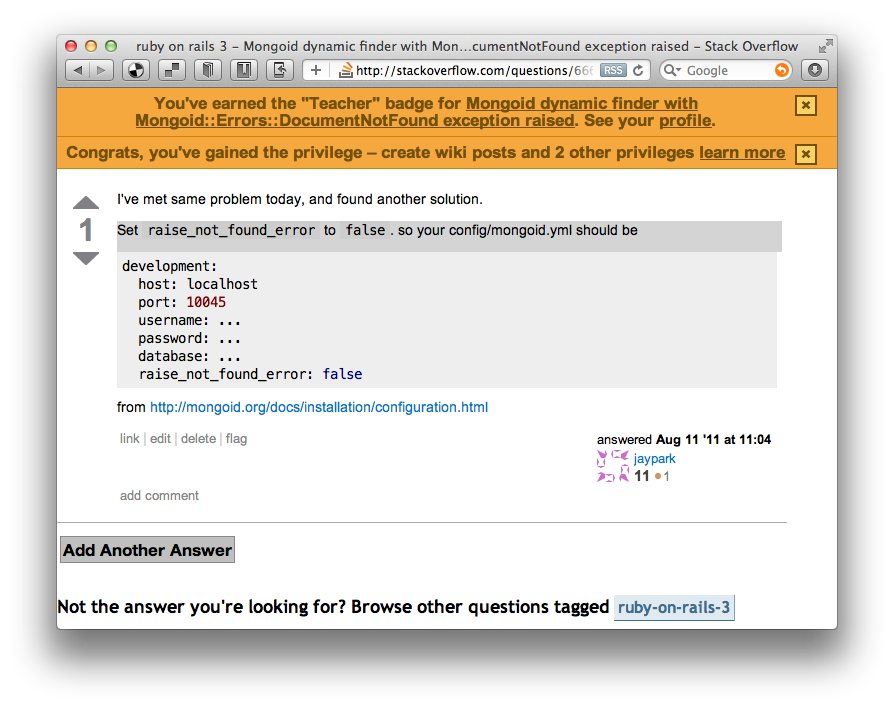 ruby on rails 3 – Mongoid dynamic finder with Mon...cumentNotFound exception raised – Stack Overflow
http://stackoverflow.com/questions/666 RSS Google
You've earned the "Teacher" badge for Mongoid dynamic finder with
Mongoid::Errors::DocumentNotFound exception raised. See your profile.
Congrats, you've gained the privilege – create wiki posts and 2 other privileges learn more
I've met same problem today, and found another solution.
1
Set raise_not_found_error to false . so your config/mongoid.yml should be
development:
host: localhost
port: 10045
username: ...
password: ...
database: ...
raise_not_found_error: false
from http://mongoid.org/docs/installation/configuration.html
link | edit | delete | flag
answered Aug 11 '11 at 11:04
jaypark
11 ●1
add comment
Add Another Answer
Not the answer you're looking for? Browse other questions tagged ruby-on-rails-3